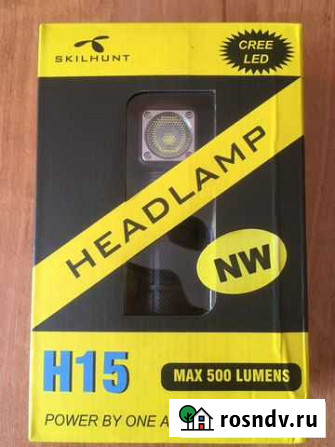 SKILHUNT
CREE
LED
HEADLAMP
NW
H15
MAX 500 LUMENS
POWER BY ONE A
rosndv.ru